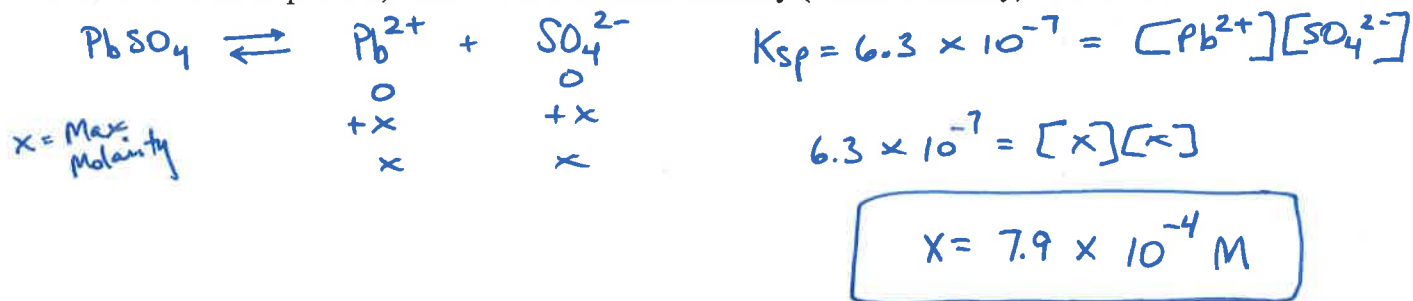 PbSO₄ ⇌ Pb²⁺ + SO₄²⁻
Ksp = 6.3 × 10⁻⁷ = [Pb²⁺][SO₄²⁻]
0 0
x = Max Molarity
+x +x
x x
6.3 × 10⁻⁷ = [x][x]
x = 7.9 × 10⁻⁴ M